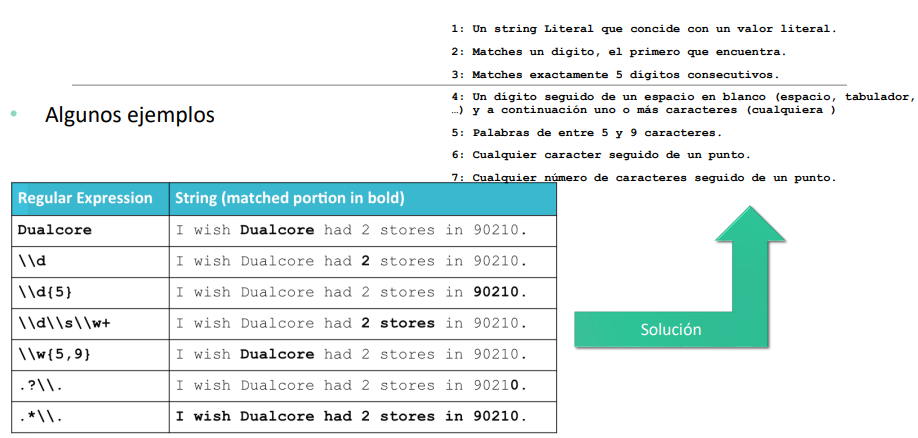 1: Un string Literal que concide con un valor literal.
2: Matches un digito, el primero que encuentra.
3: Matches exactamente 5 digitos consecutivos.
4: Un dígito seguido de un espacio en blanco (espacio, tabulador,
…) y a continuación uno o más caracteres (cualquiera )
5: Palabras de entre 5 y 9 caracteres.
6: Cualquier caracter seguido de un punto.
7: Cualquier número de caracteres seguido de un punto.
• Algunos ejemplos
Regular Expression String (matched portion in bold)
Dualcore I wish Dualcore had 2 stores in 90210.
\\d I wish Dualcore had 2 stores in 90210.
\\d{5} I wish Dualcore had 2 stores in 90210.
\\d\\s\\w+ I wish Dualcore had 2 stores in 90210.
\\w{5,9} I wish Dualcore had 2 stores in 90210.
.?\\. I wish Dualcore had 2 stores in 90210.
.*\\. I wish Dualcore had 2 stores in 90210.
Solución